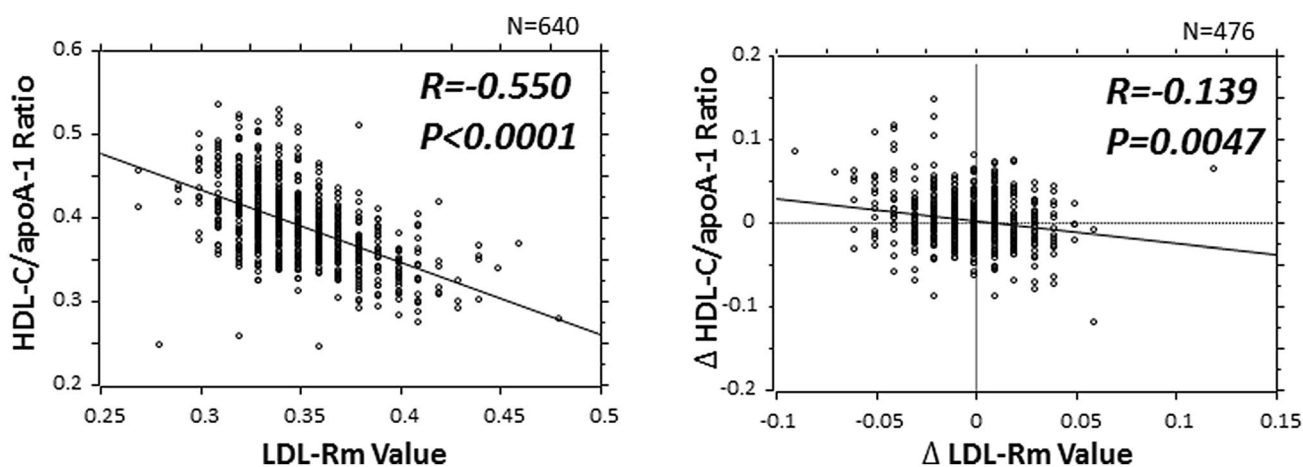 N=640
HDL-C/apoA-1 Ratio
0.6
0.5
0.4
0.3
0.2
R=-0.550
P<0.0001
0.25
0.3
0.35
0.4
0.45
0.5
LDL-Rm Value
N=476
Δ HDL-C/apoA-1 Ratio
0.2
0.1
0
-0.1
-0.2
R=-0.139
P=0.0047
-0.1
-0.05
0
0.05
0.1
0.15
Δ LDL-Rm Value